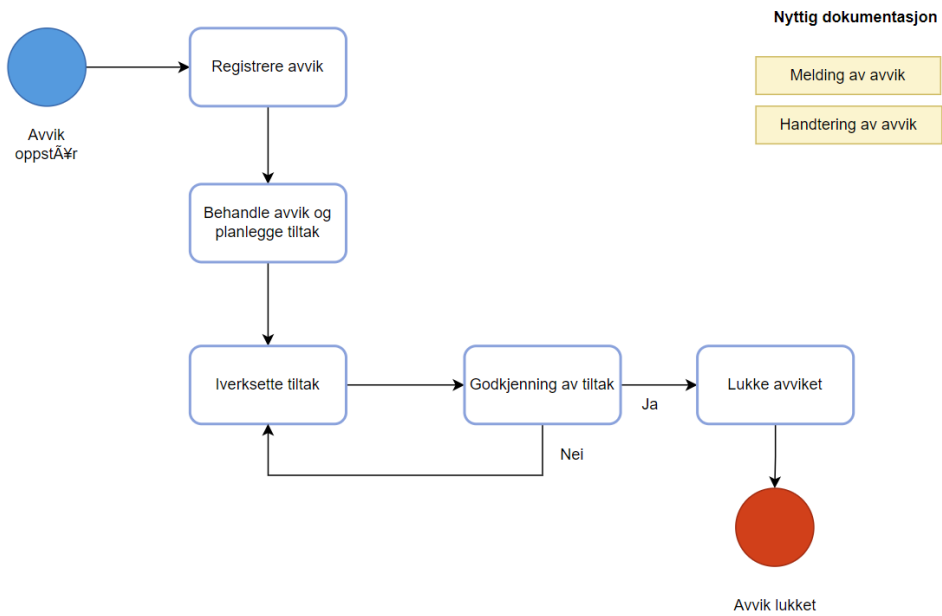 Nyttig dokumentasjon
Registrere avvik
Melding av avvik
Handtering av avvik
Avvik
oppstÃ¥r
Behandle avvik og
planlegge tiltak
Iverksette tiltak
Godkjenning av tiltak
Lukke avviket
Ja
Nei
Avvik lukket